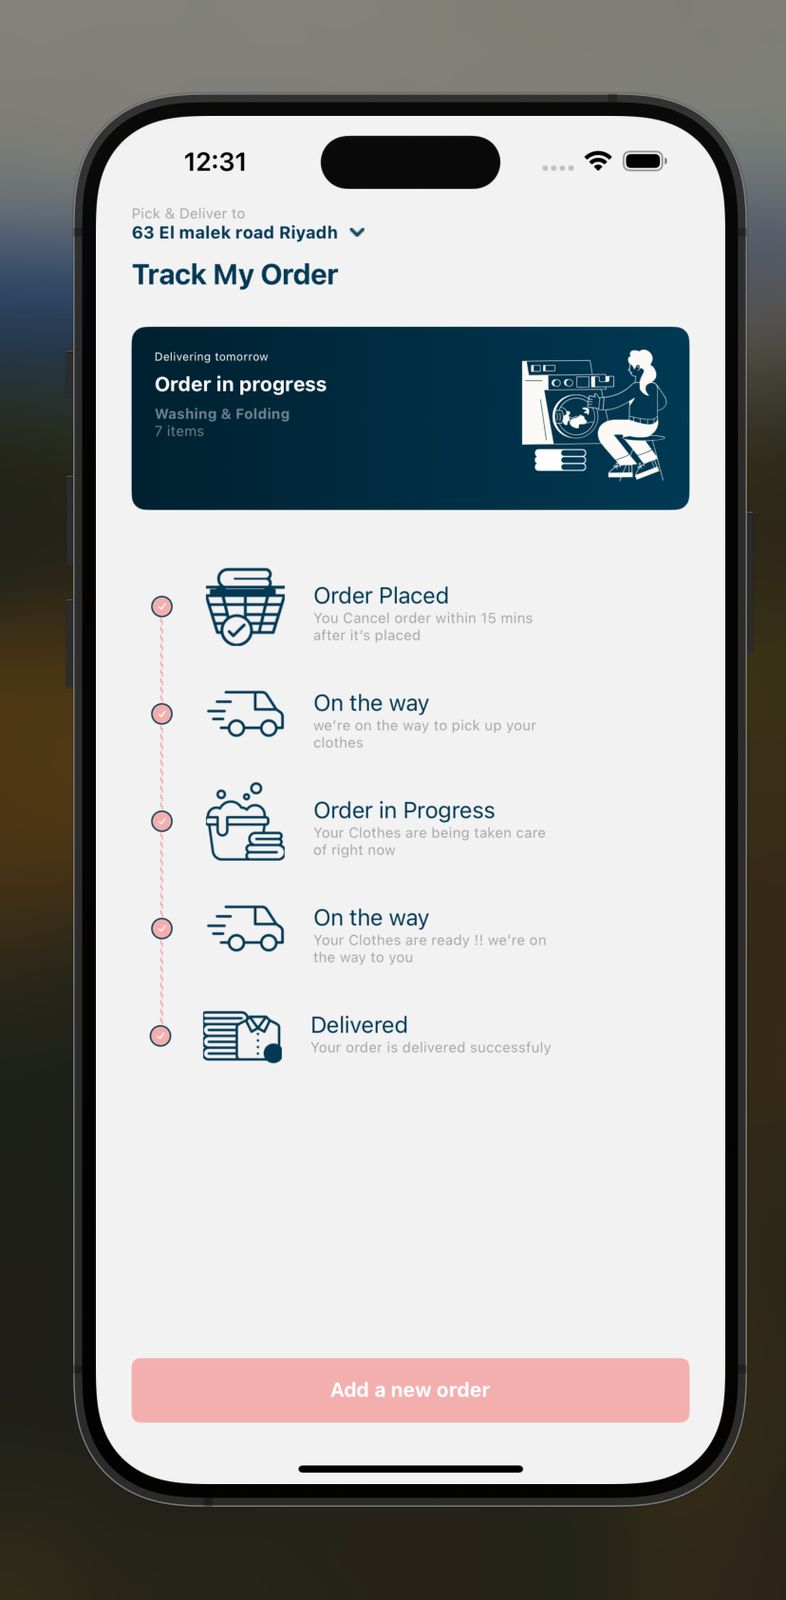 12:31
Pick & Deliver to
63 El malek road Riyadh
Track My Order
Delivering tomorrow
Order in progress
Washing & Folding
7 items
Order Placed
You Cancel order within 15 mins
after it's placed
On the way
we're on the way to pick up your
clothes
Order in Progress
Your Clothes are being taken care
of right now
On the way
Your Clothes are ready !! we're on
the way to you
Delivered
Your order is delivered successfuly
Add a new order